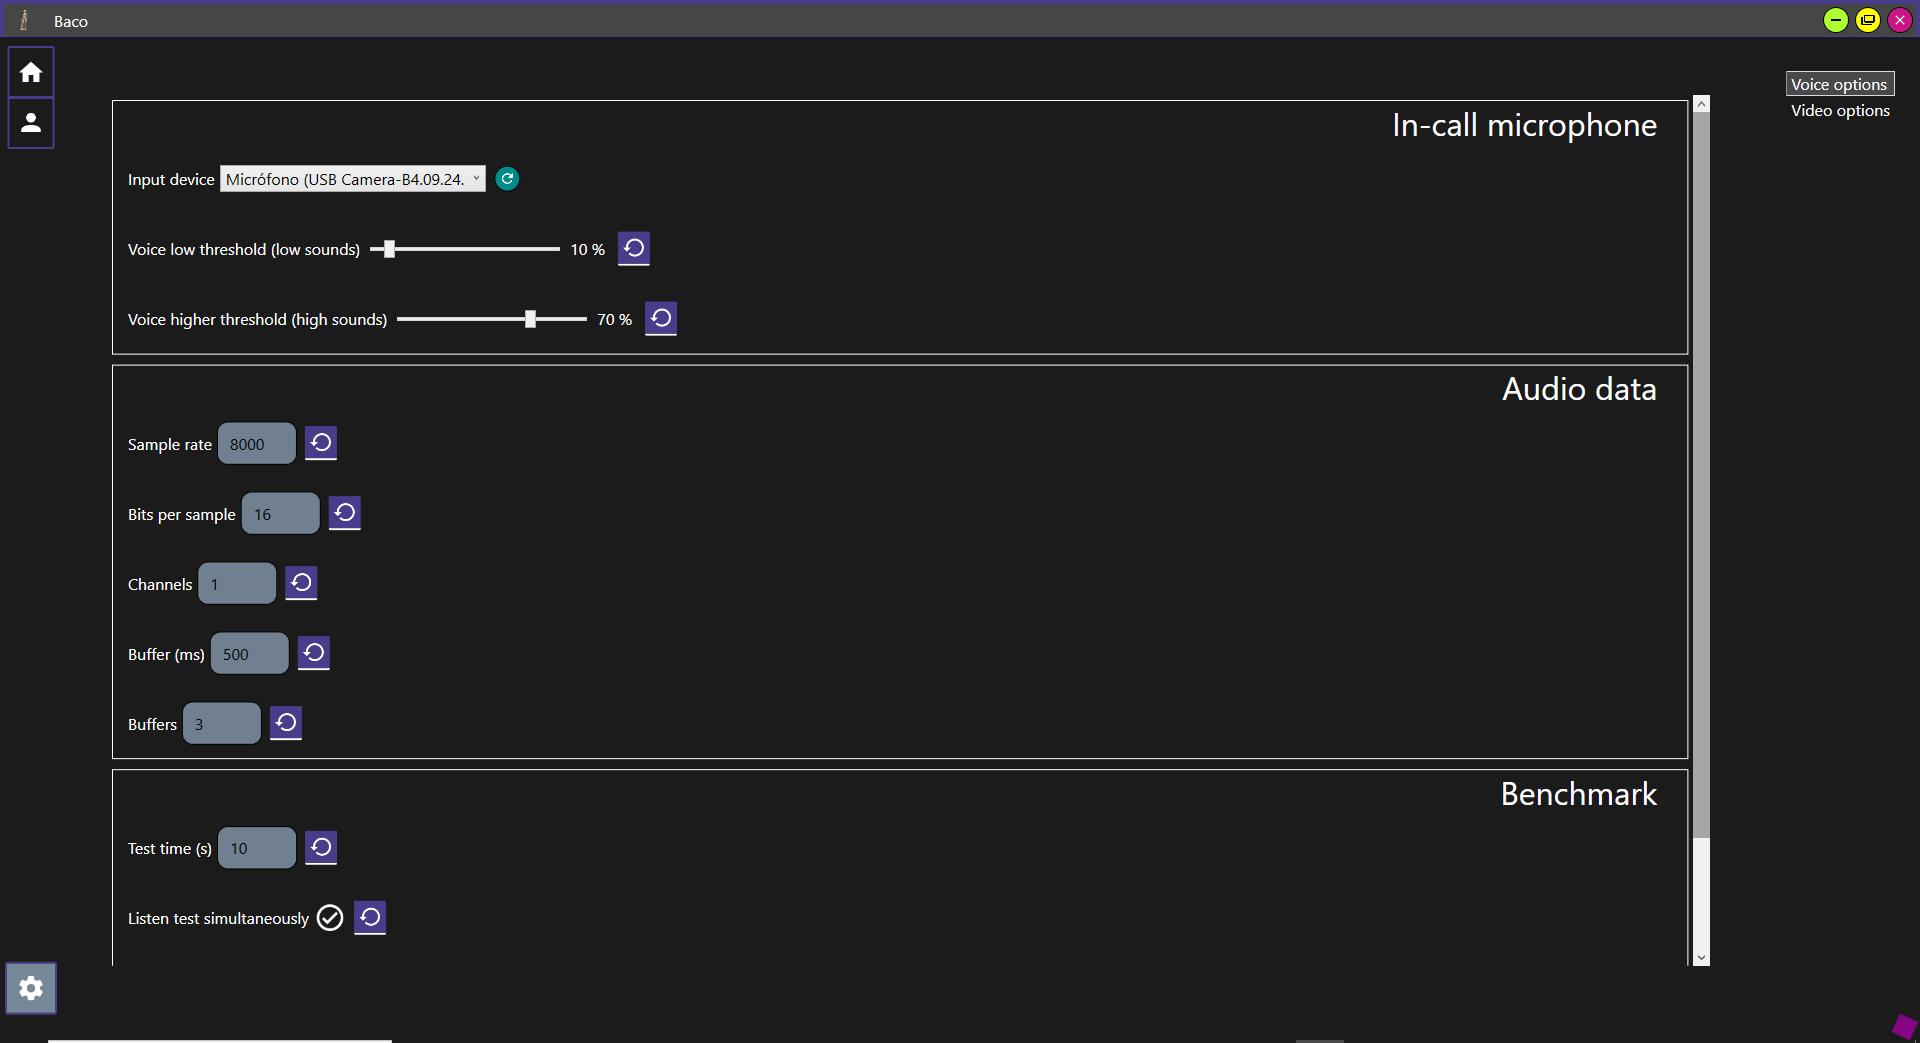 Baco
Voice options
Video options
In-call microphone
Input device Micrófono (USB Camera-B4.09.24.
Voice low threshold (low sounds) 10 %
Voice higher threshold (high sounds) 70 %
Audio data
Sample rate 8000
Bits per sample 16
Channels 1
Buffer (ms) 500
Buffers 3
Benchmark
Test time (s) 10
Listen test simultaneously